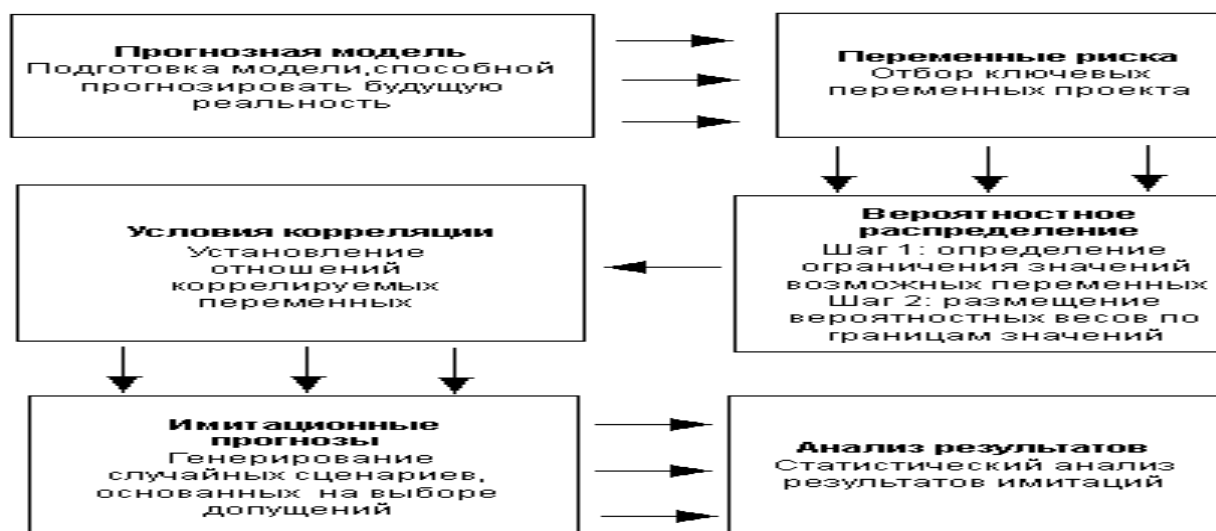 Прогнозная модель
Подготовка модели,способной
прогнозировать будущую
реальность
Переменные риска
Отбор ключевых
переменных проекта
Вероятностное
распределение
Шаг 1: определение
ограничения значений
возможных переменных
Шаг 2: размещение
вероятностных весов по
границам значений
Условия корреляции
Установление
отношений
коррелируемых
переменных
Имитационные
прогнозы
Генерирование
случайных сценариев,
основанных на выборе
допущений
Анализ результатов
Статистический анализ
результатов имитаций